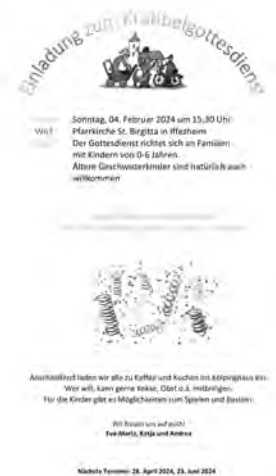 Einladung zum Krabbelgottesdienst
Sonntag, 04. Februar 2024 um 15:30 Uhr
Wo? Pfarrkirche St. Birgitta in Iffezheim
Der Gottesdienst richtet sich an Familien
mit Kindern von 0-6 Jahren.
Ältere Geschwisterkinder sind natürlich auch
willkommen
Anschließend laden wir alle zu Kaffee und Kuchen ins Kolpinghaus ein.
Wer will, kann gerne Kekse, Obst o.ä. mitbringen.
Für die Kinder gibt es Möglichkeiten zum Spielen und Basteln.
Wir freuen uns auf euch!
Eva-Maria, Katja und Andrea
Nächste Termine: 28. April 2024, 23. Juni 2024